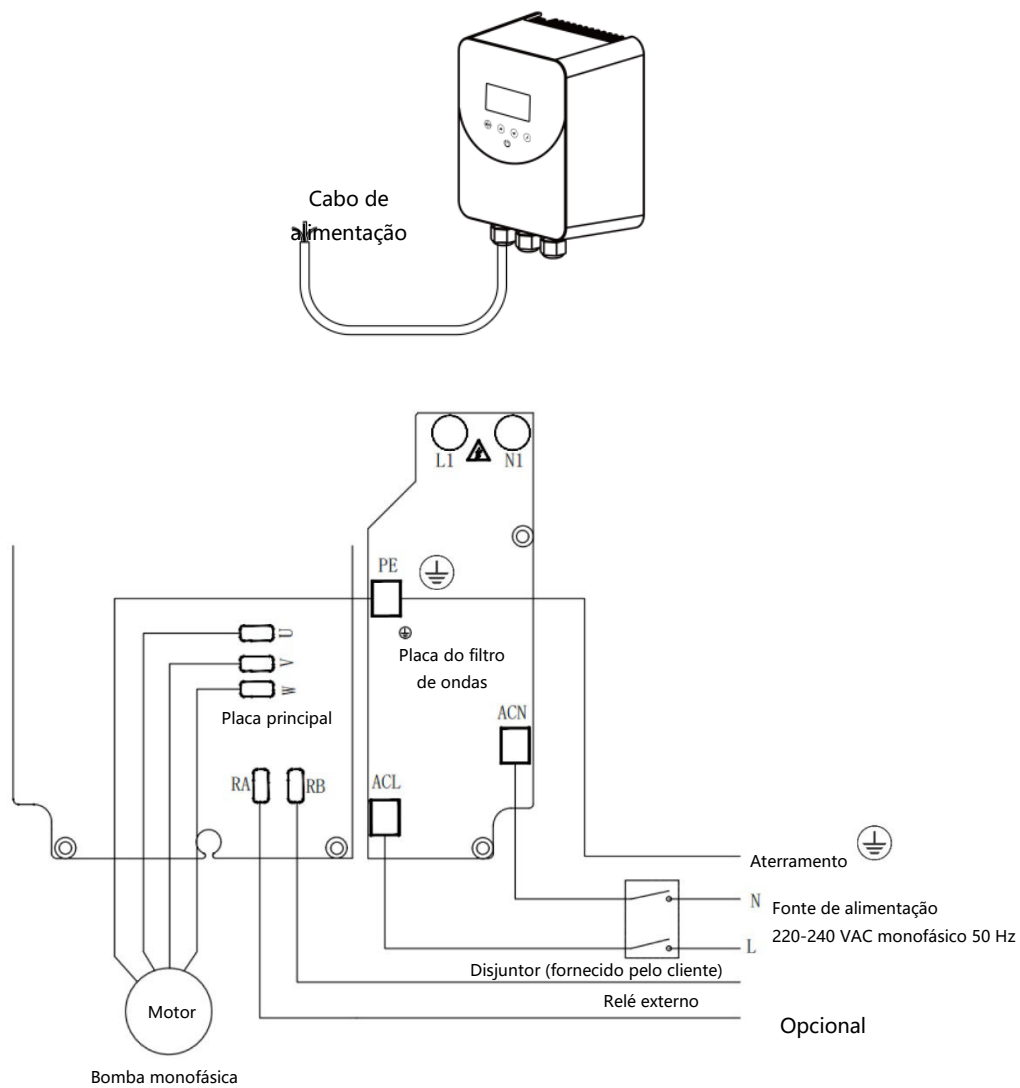 Cabo de
alimentação
L1
N1
PE
U
V
W
Placa principal
Placa do filtro
de ondas
ACN
RA
RB
ACL
Aterramento
N
Fonte de alimentação
220-240 VAC monofásico 50 Hz
L
Disjuntor (fornecido pelo cliente)
Relé externo
Opcional
Motor
Bomba monofásica